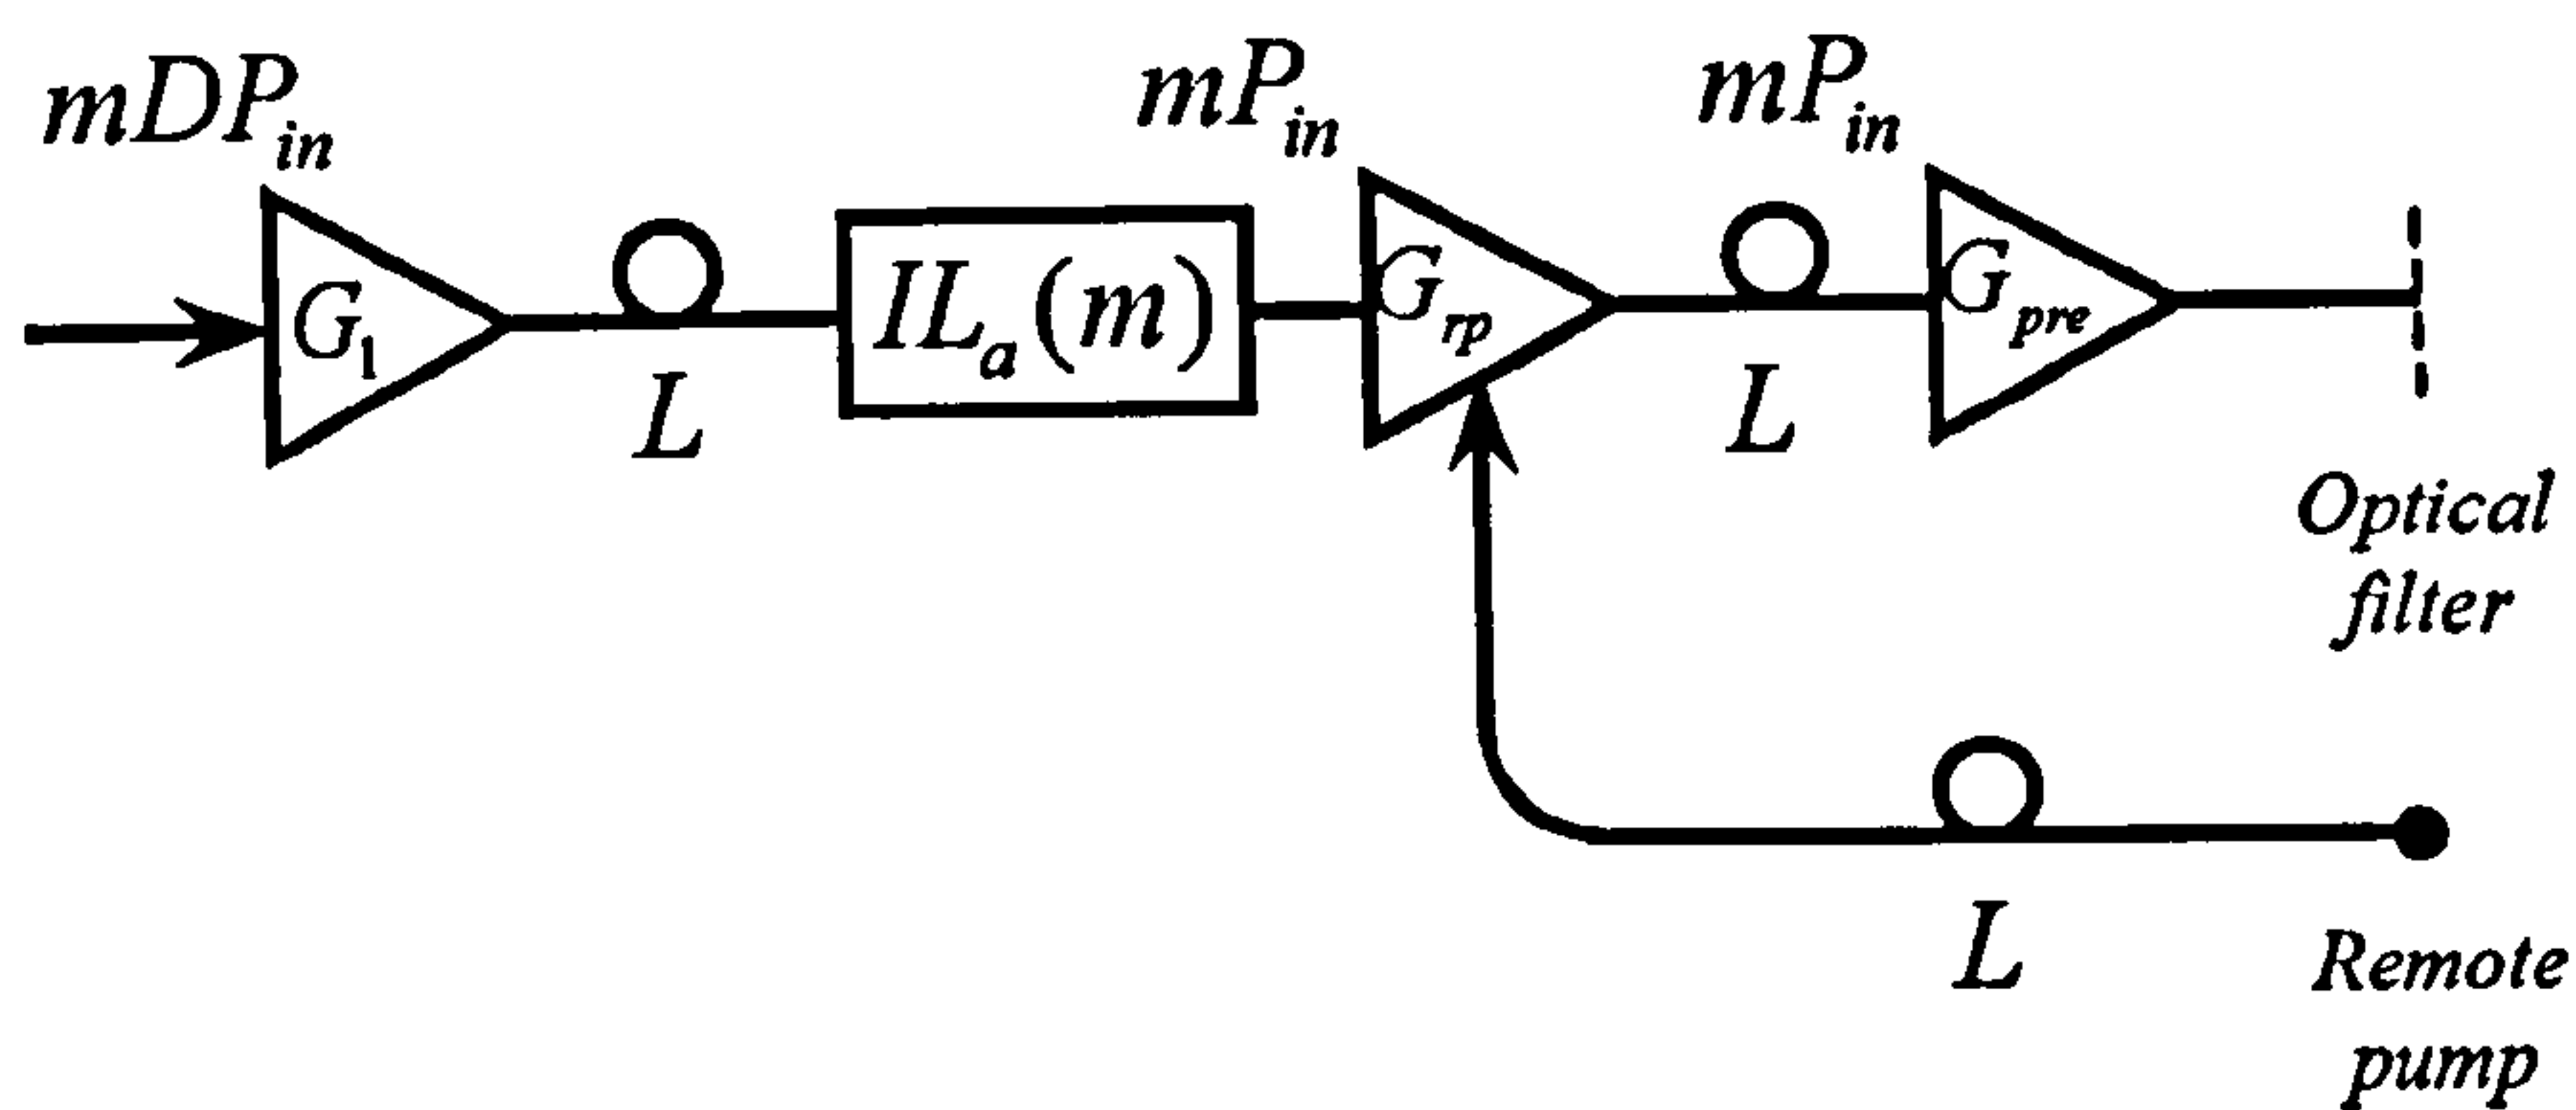 mDP_in
mP_in
mP_in
G_1
L
IL_a(m)
G_rp
L
G_pre
Optical
filter
L
Remote
pump